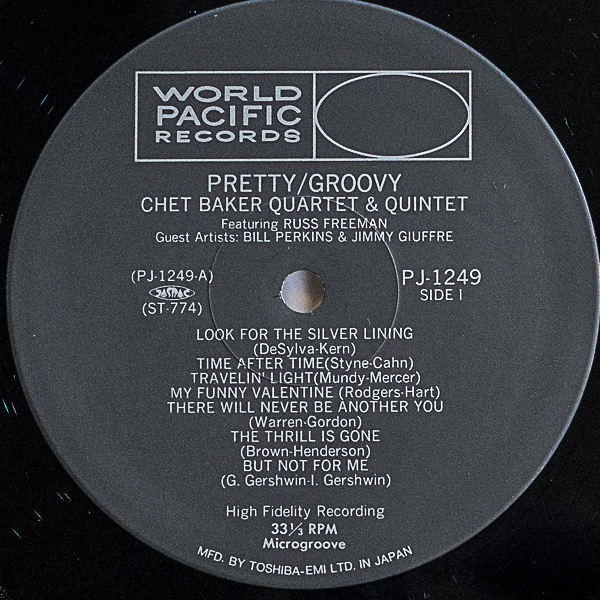 WORLD
PACIFIC
RECORDS
PRETTY/GROOVY
CHET BAKER QUARTET & QUINTET
Featuring RUSS FREEMAN
Guest Artists: BILL PERKINS & JIMMY GIUFFRE
(PJ-1249-A)
JASRAC
(ST-774)
PJ-1249
SIDE I
LOOK FOR THE SILVER LINING
(DeSylva-Kern)
TIME AFTER TIME(Styne-Cahn)
TRAVELIN' LIGHT(Mundy-Mercer)
MY FUNNY VALENTINE (Rodgers-Hart)
THERE WILL NEVER BE ANOTHER YOU
(Warren-Gordon)
THE THRILL IS GONE
(Brown-Henderson)
BUT NOT FOR ME
(G. Gershwin-I. Gershwin)
High Fidelity Recording
33⅓ RPM
Microgroove
MFD. BY TOSHIBA-EMI LTD. IN JAPAN